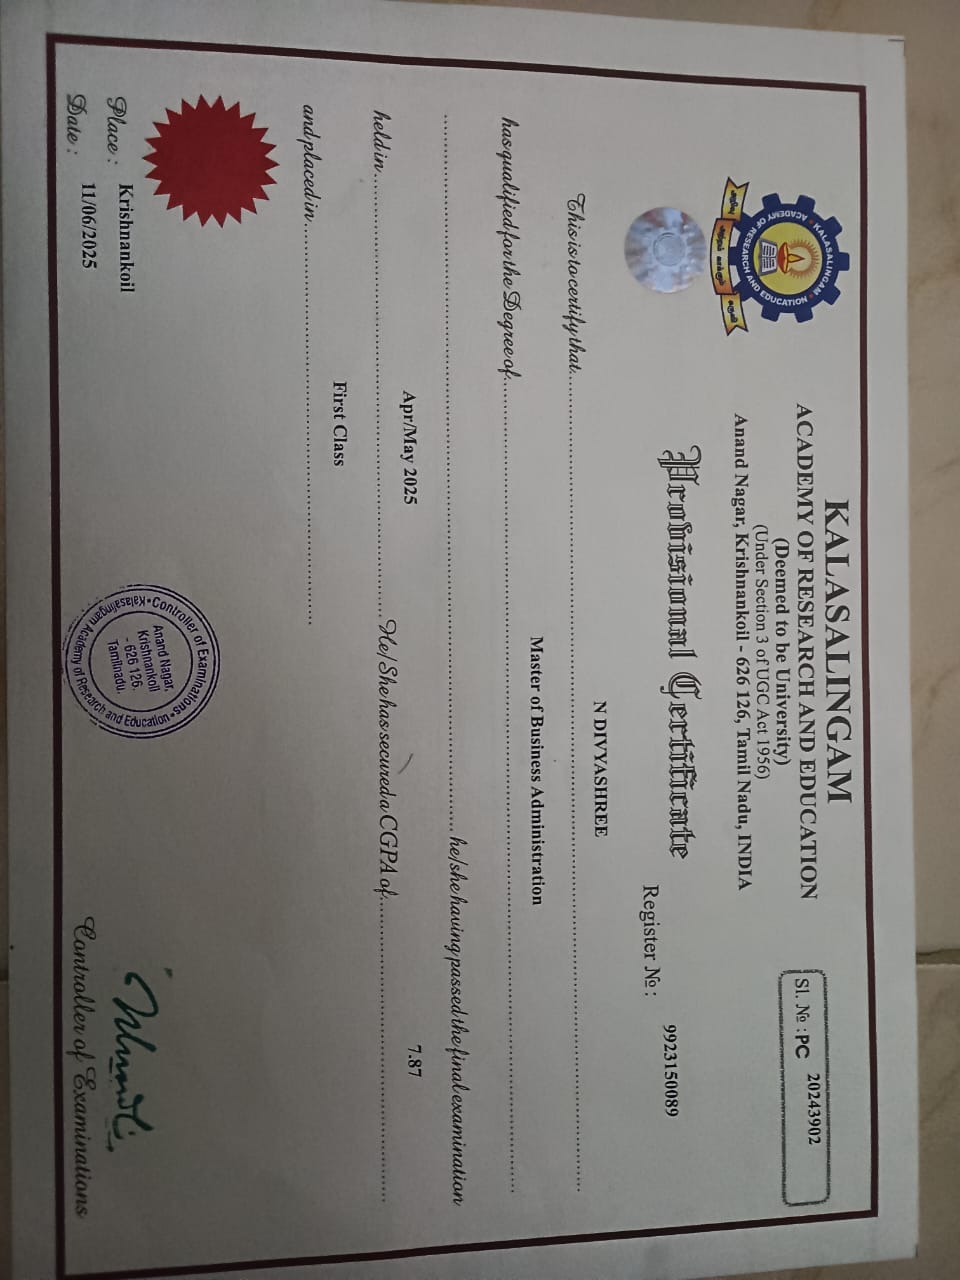 KALASALINGAM
ACADEMY OF RESEARCH AND EDUCATION
(Deemed to be University)
(Under Section 3 of UGC Act 1956)
Anand Nagar, Krishnankoil - 626 126, Tamil Nadu, INDIA
KALASALINGAM ACADEMY OF RESEARCH AND EDUCATION
Sl. № : PC 20243902
Provisional Certificate
Register №: 9923150089
This is to certify that N DIVYASHREE
has qualified for the Degree of Master of Business Administration
he/she having passed the final examination
held in Apr/May 2025 He/She has secured a CGPA of 7.87
and placed in First Class
Place : Krishnankoil
Date : 11/06/2025
Controller of Examinations
Kalasalingam Academy of Research and Education
Anand Nagar,
Krishnankoil
- 626 126.
Tamilnadu.
Controller of Examinations